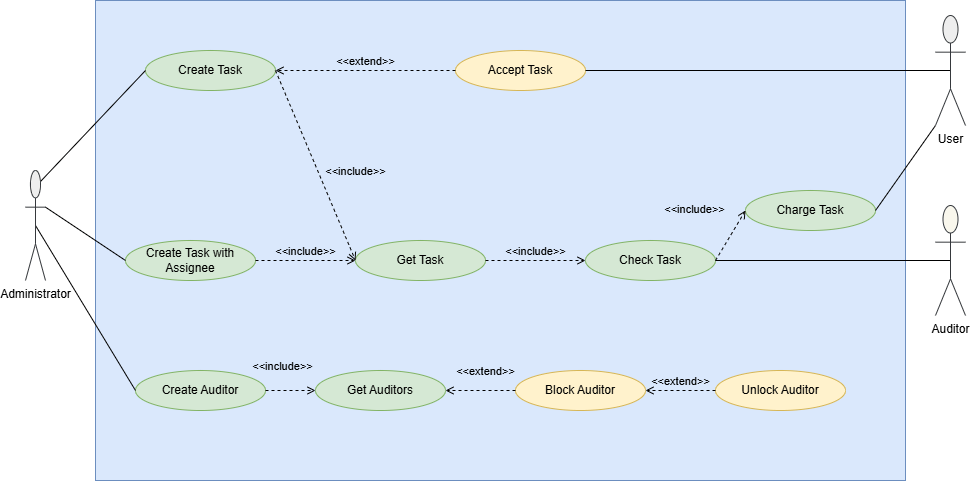 Create Task
<<extend>>
Accept Task
User
<<include>>
<<include>>
Charge Task
Create Task with
Assignee
<<include>>
Get Task
<<include>>
Check Task
Administrator
Auditor
Create Auditor
<<include>>
Get Auditors
<<extend>>
Block Auditor
<<extend>>
Unlock Auditor